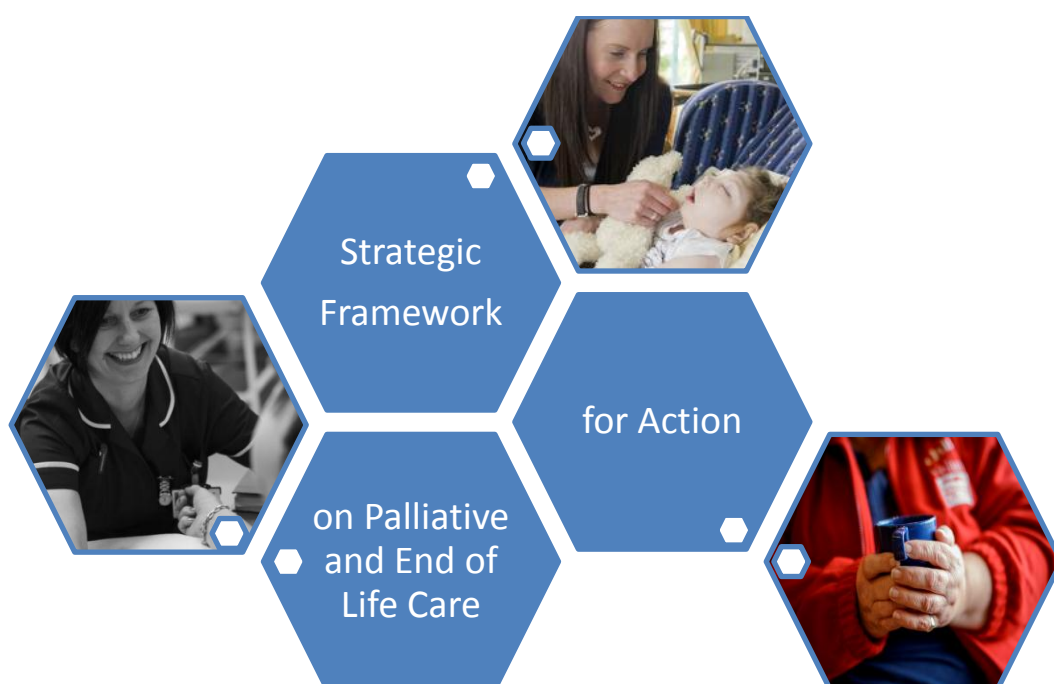 Strategic
Framework
for Action
on Palliative
and End of
Life Care